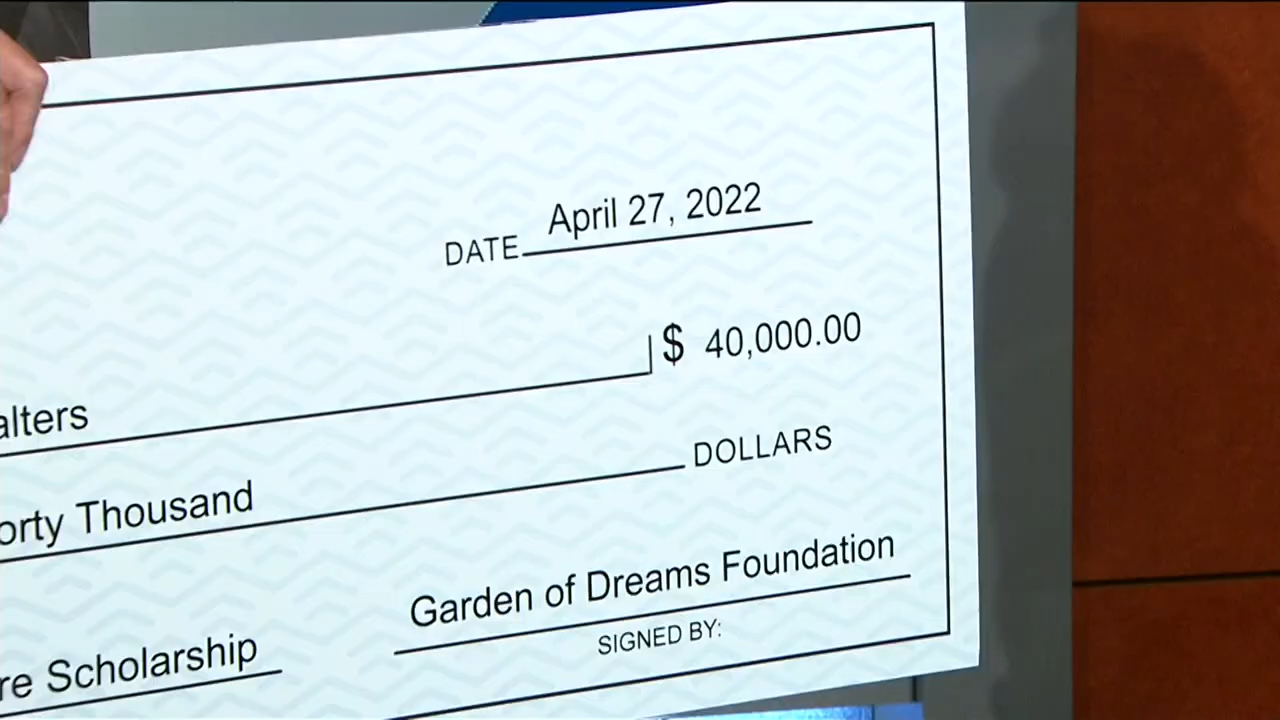 DATE April 27, 2022
$ 40,000.00
alters
DOLLARS
orty Thousand
Garden of Dreams Foundation
SIGNED BY:
re Scholarship